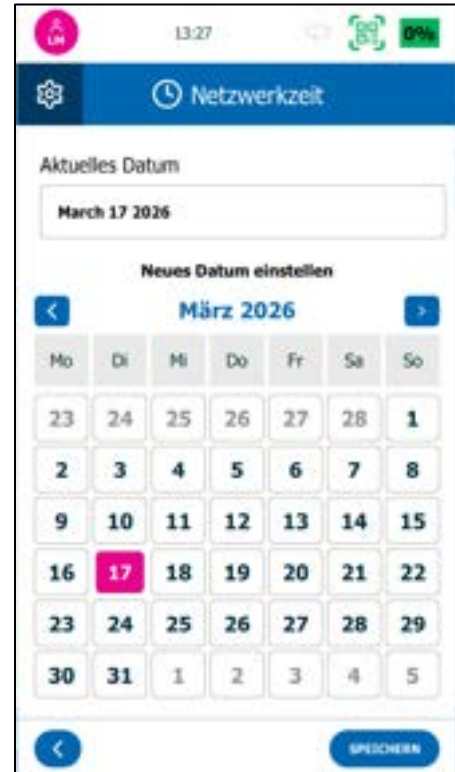 LM 13:27 0%
Netzwerkzeit
Aktuelles Datum
March 17 2026
Neues Datum einstellen
März 2026
Mo Di Mi Do Fr Sa So
23 24 25 26 27 28 1
2 3 4 5 6 7 8
9 10 11 12 13 14 15
16 17 18 19 20 21 22
23 24 25 26 27 28 29
30 31 1 2 3 4 5
SPEICHERN